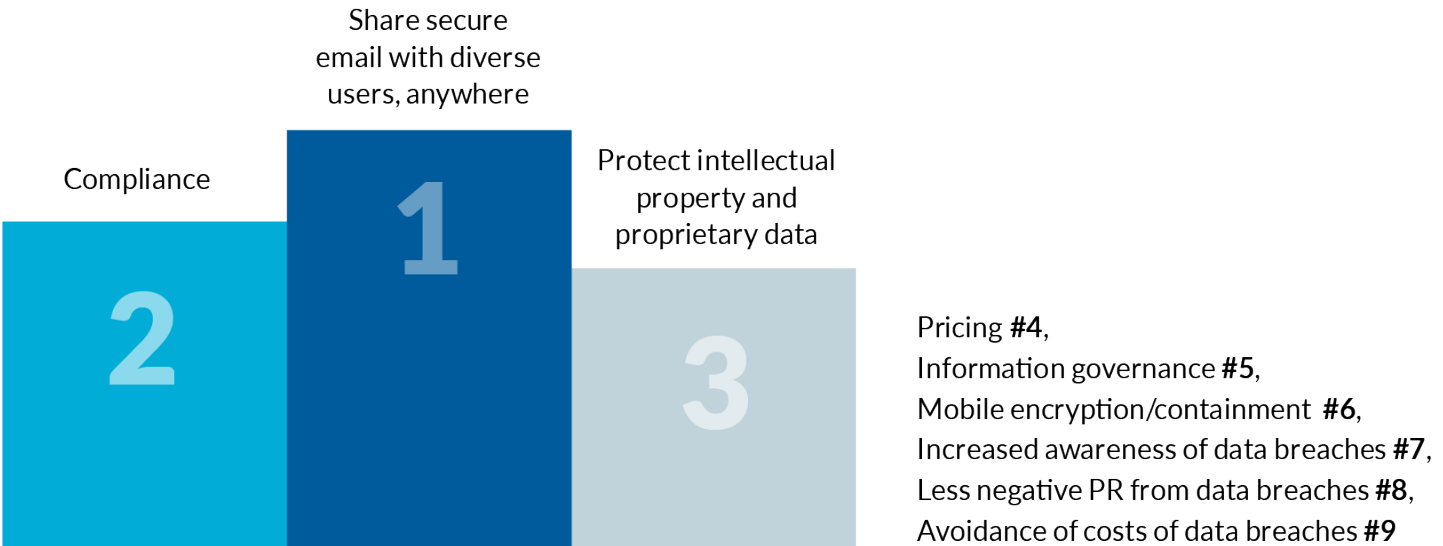 Share secure
email with diverse
users, anywhere
Compliance
Protect intellectual
property and
proprietary data
1
2
3
Pricing #4,
Information governance #5,
Mobile encryption/containment #6,
Increased awareness of data breaches #7,
Less negative PR from data breaches #8,
Avoidance of costs of data breaches #9